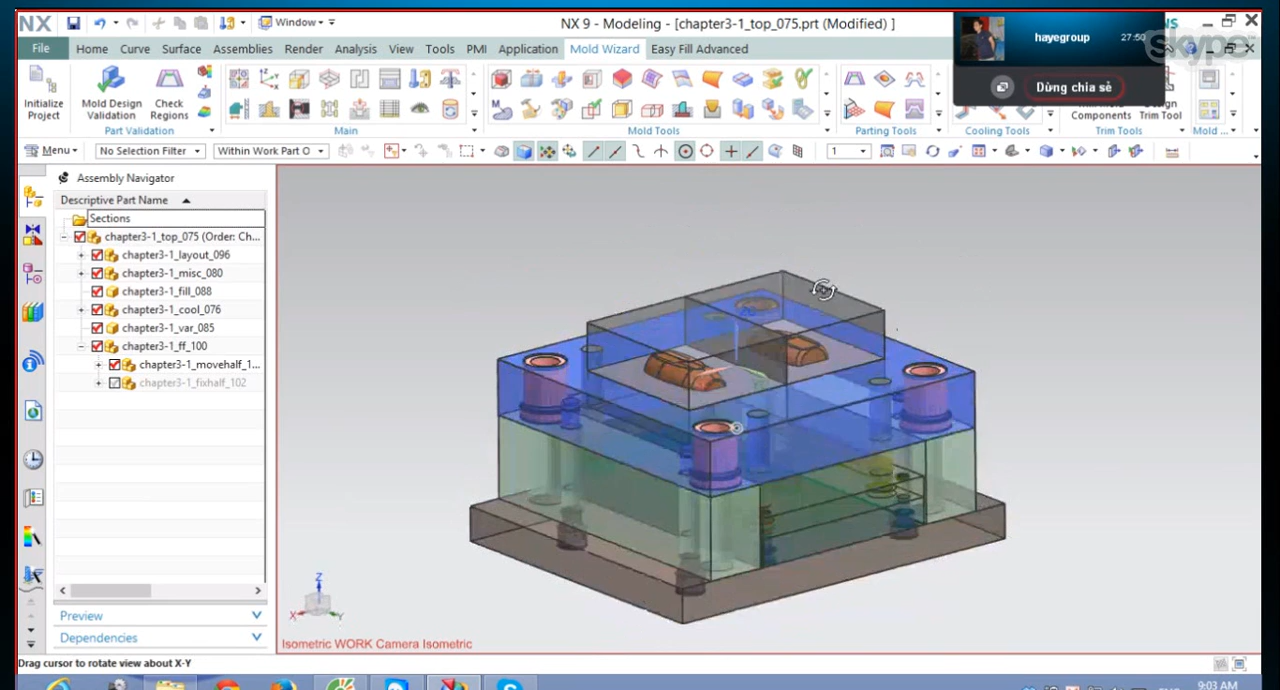 NX
Window
NX 9 - Modeling - [chapter3-1_top_075.prt (Modified) ]
NS
hayegroup
27:50
skype
Dừng chia sẻ
File
Home
Curve
Surface
Assemblies
Render
Analysis
View
Tools
PMI
Application
Mold Wizard
Easy Fill Advanced
Initialize
Project
Mold Design
Validation
Check
Regions
Components
Trim Tool
Part Validation
Main
Mold Tools
Parting Tools
Cooling Tools
Trim Tools
Mold ...
Menu
No Selection Filter
Within Work Part O
1
Assembly Navigator
Descriptive Part Name
Sections
chapter3-1_top_075 (Order: Ch...
chapter3-1_layout_096
chapter3-1_misc_080
chapter3-1_fill_088
chapter3-1_cool_076
chapter3-1_var_085
chapter3-1_ff_100
chapter3-1_movehalf_1...
chapter3-1_fixhalf_102
Preview
Dependencies
Z
X
Y
Isometric WORK Camera Isometric
Drag cursor to rotate view about X-Y
9:03 AM